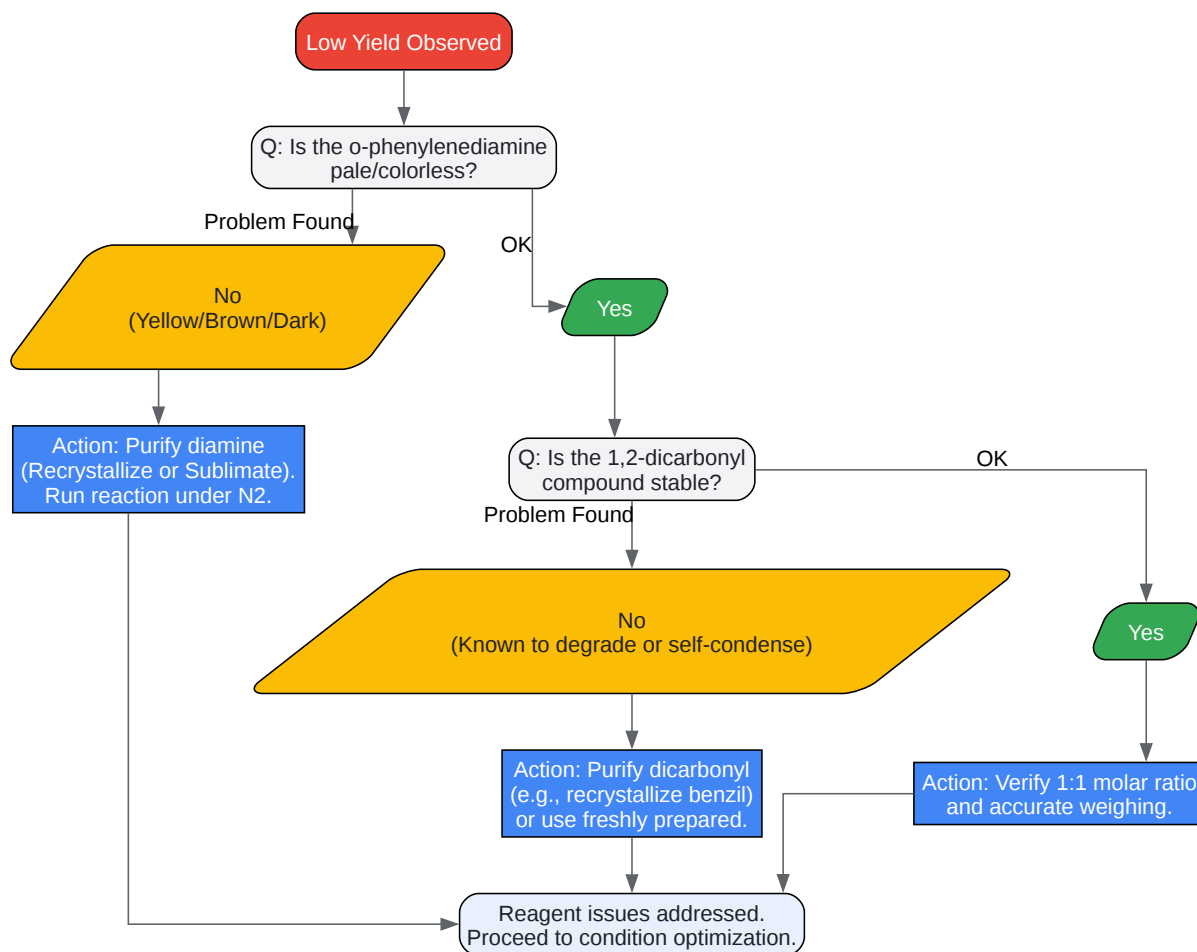 Low Yield Observed
Q: Is the o-phenylenediamine
pale/colorless?
Problem Found
OK
No
(Yellow/Brown/Dark)
Yes
Action: Purify diamine
(Recrystallize or Sublimate).
Run reaction under N2.
Q: Is the 1,2-dicarbonyl
compound stable?
OK
Problem Found
No
(Known to degrade or self-condense)
Yes
Action: Purify dicarbonyl
(e.g., recrystallize benzil)
or use freshly prepared.
Action: Verify 1:1 molar ratio
and accurate weighing.
Reagent issues addressed.
Proceed to condition optimization.